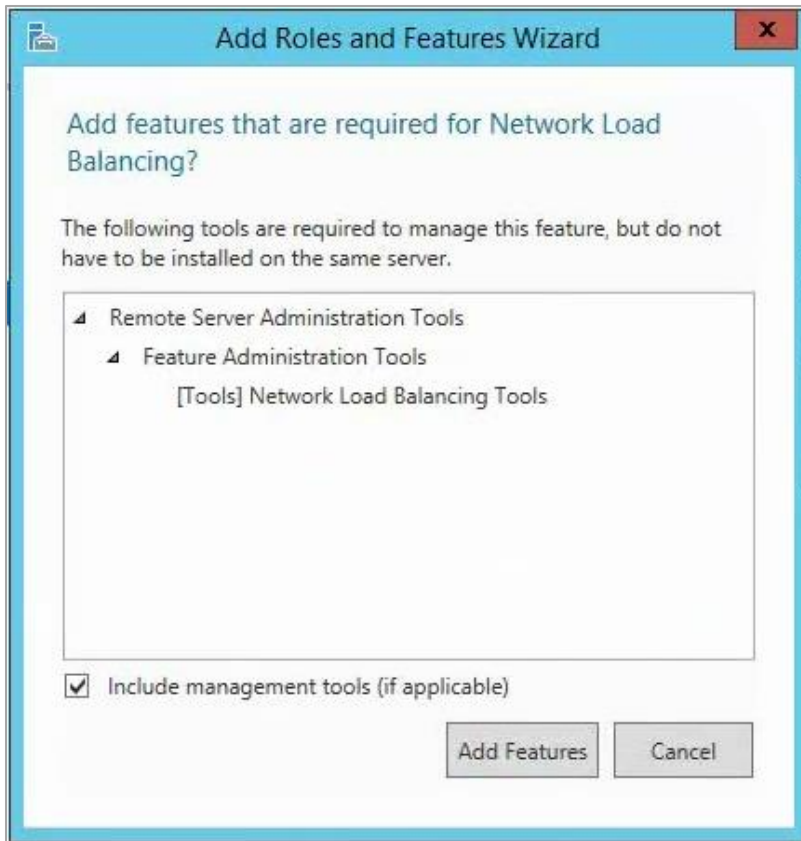 Add Roles and Features Wizard
x
Add features that are required for Network Load
Balancing?
The following tools are required to manage this feature, but do not
have to be installed on the same server.
Remote Server Administration Tools
Feature Administration Tools
[Tools] Network Load Balancing Tools
Include management tools (if applicable)
Add Features
Cancel